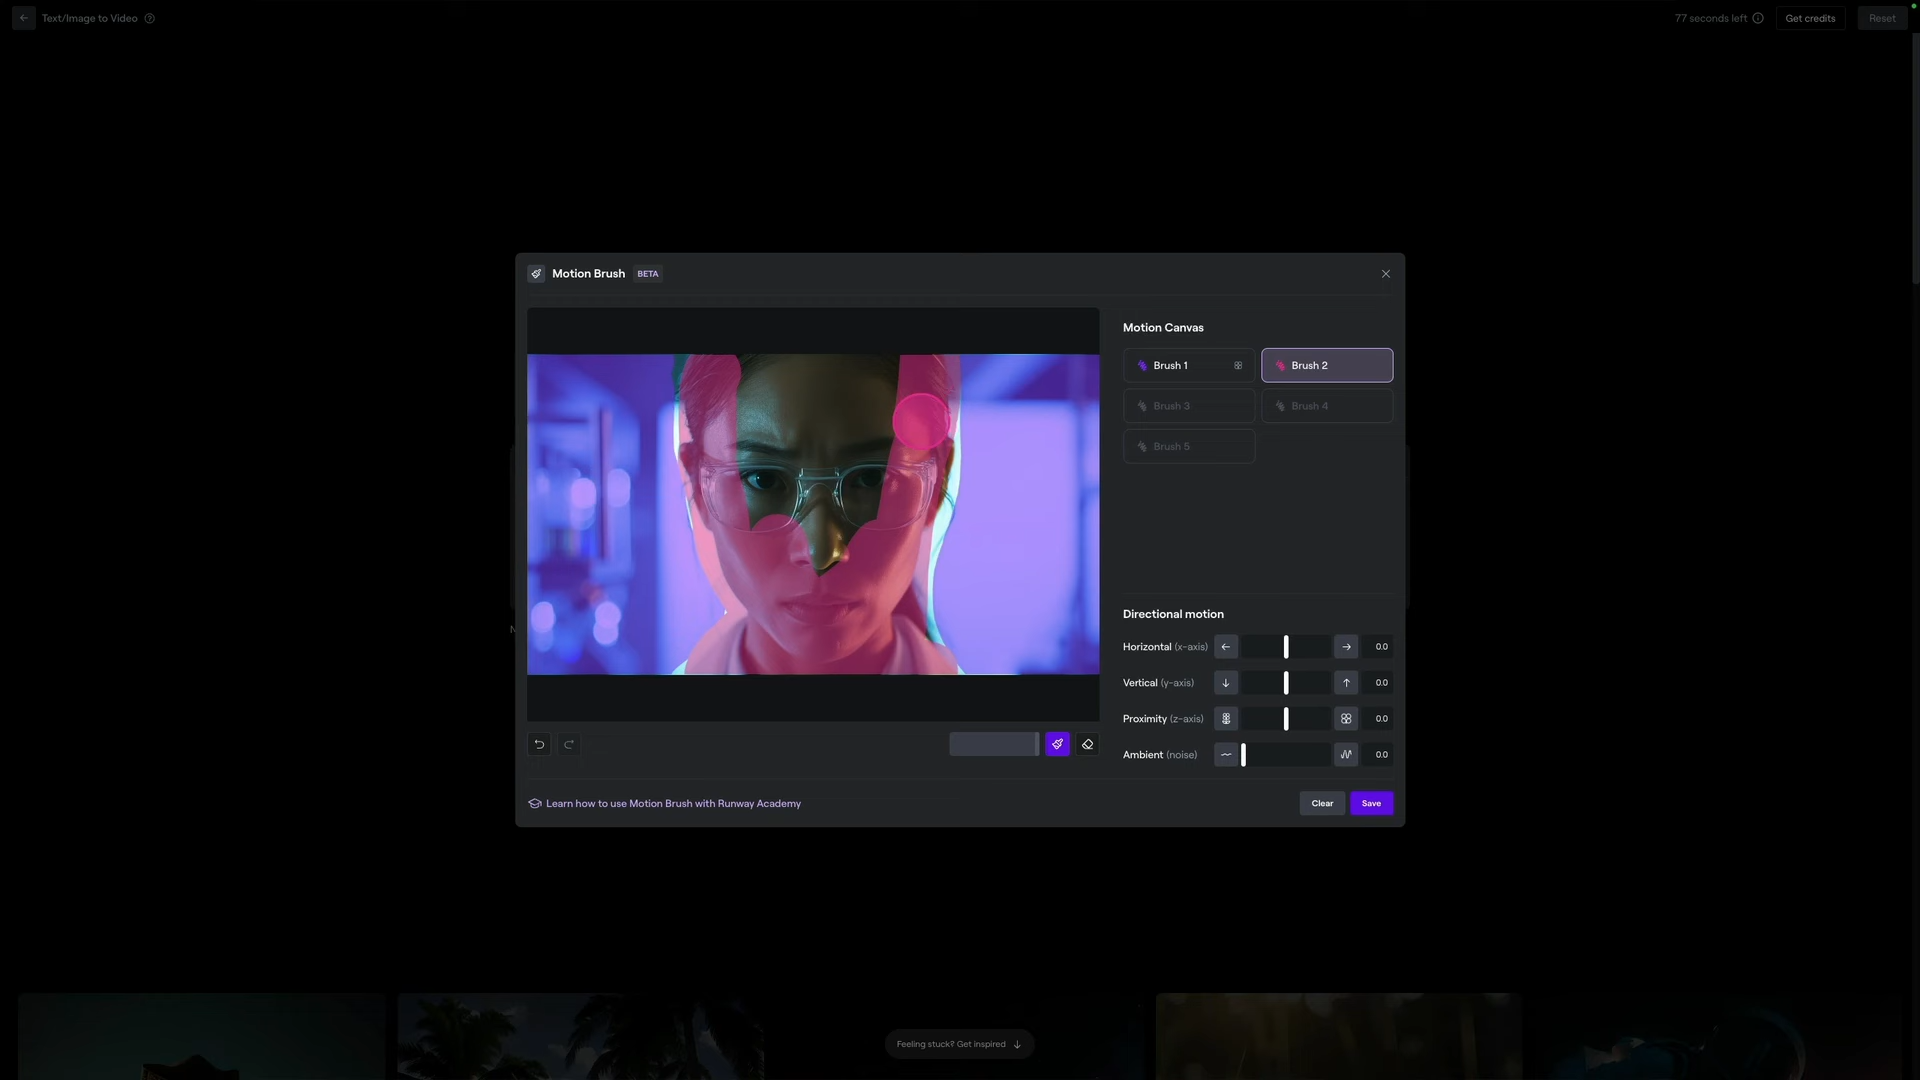 Text/Image to Video
77 seconds left
Get credits
Reset
Motion Brush BETA
Motion Canvas
Brush 1
Brush 2
Brush 3
Brush 4
Brush 5
Directional motion
Horizontal (x-axis) 0.0
Vertical (y-axis) 0.0
Proximity (z-axis) 0.0
Ambient (noise) 0.0
Learn how to use Motion Brush with Runway Academy
Clear
Save
Feeling stuck? Get inspired